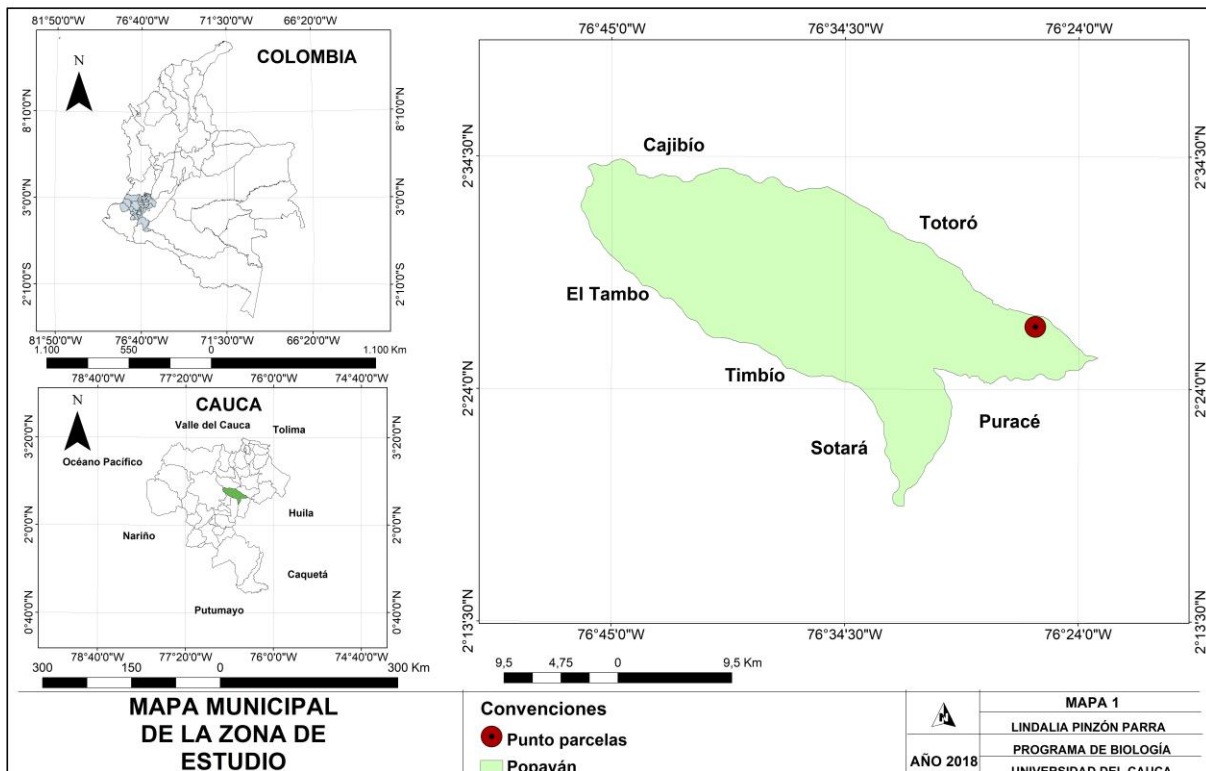 81°50'0"W 76°40'0"W 71°30'0"W 66°20'0"W
N
COLOMBIA
8°10'0"N 8°10'0"N
3°0'0"N 3°0'0"N
2°10'0"S 2°10'0"S
81°50'0"W 76°40'0"W 71°30'0"W 66°20'0"W
1.100 550 0 1.100 Km
78°40'0"W 77°20'0"W 76°0'0"W 74°40'0"W
N
CAUCA
Valle del Cauca
Tolima
3°20'0"N 3°20'0"N
Océano Pacífico
Huila
2°0'0"N 2°0'0"N
Nariño
Caquetá
Putumayo
0°40'0"N 0°40'0"N
78°40'0"W 77°20'0"W 76°0'0"W 74°40'0"W
300 150 0 300 Km
76°45'0"W 76°34'30"W 76°24'0"W
Cajibío
2°34'30"N 2°34'30"N
Totoró
El Tambo
Timbío
2°24'0"N 2°24'0"N
Puracé
Sotará
2°13'30"N 2°13'30"N
76°45'0"W 76°34'30"W 76°24'0"W
9,5 4,75 0 9,5 Km
MAPA MUNICIPAL
DE LA ZONA DE
ESTUDIO
Convenciones
Punto parcelas
Popayán
N
AÑO 2018
MAPA 1
LINDALIA PINZÓN PARRA
PROGRAMA DE BIOLOGÍA
UNIVERSIDAD DEL CAUCA